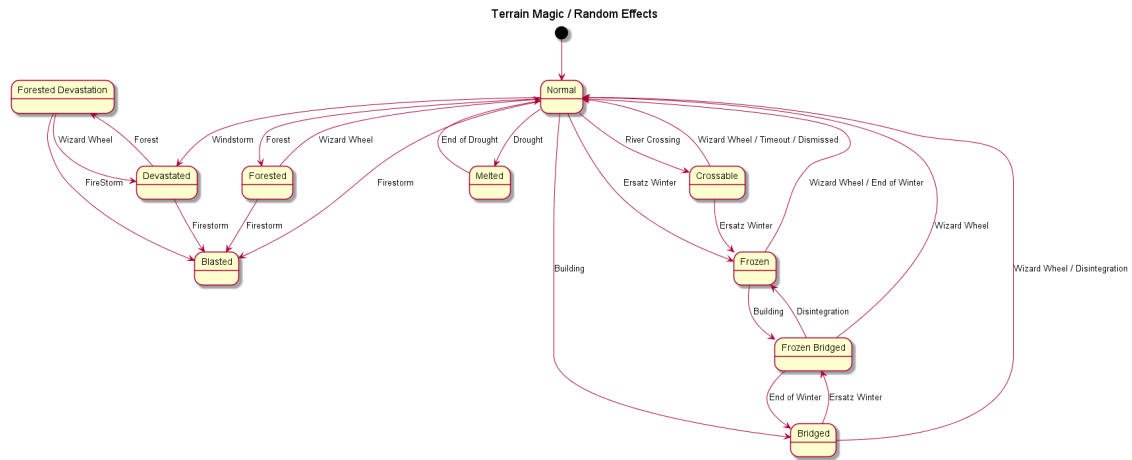 Terrain Magic / Random Effects
Forested Devastation
Normal
Wizard Wheel
Forest
Windstorm
Forest
Wizard Wheel
End of Drought
Drought
River Crossing
Wizard Wheel / Timeout / Dismissed
FireStorm
Devastated
Forested
Firestorm
Melted
Ersatz Winter
Crossable
Wizard Wheel / End of Winter
Firestorm
Firestorm
Ersatz Winter
Wizard Wheel
Blasted
Building
Frozen
Wizard Wheel / Disintegration
Building
Disintegration
Frozen Bridged
End of Winter
Ersatz Winter
Bridged